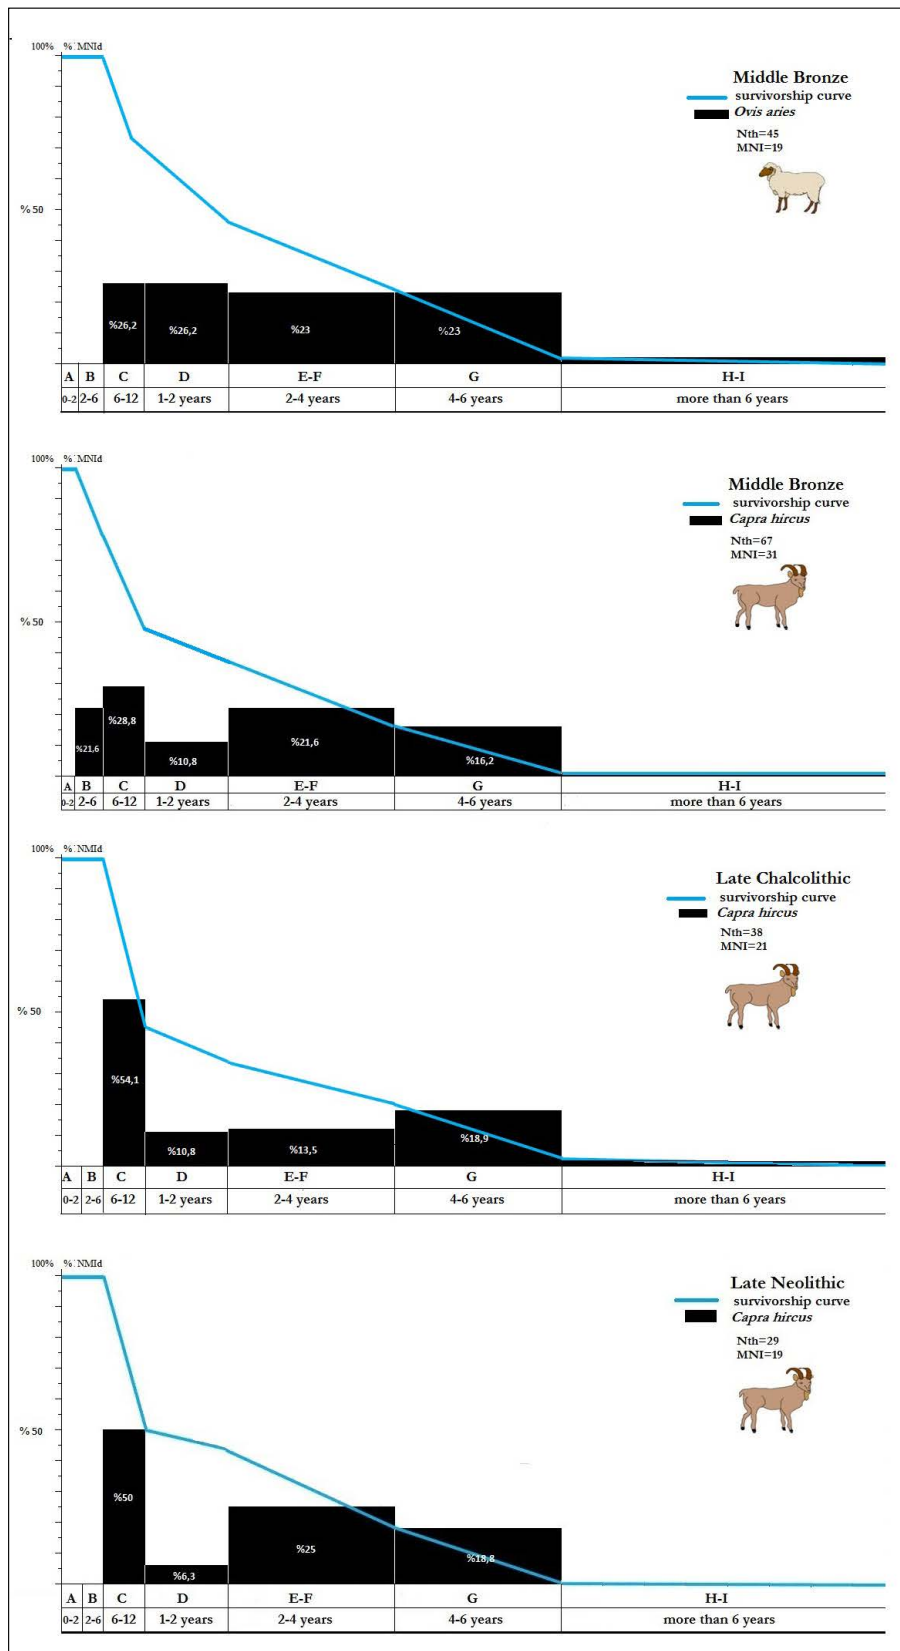 100% %'MNId
Middle Bronze
survivorship curve
Ovis aries
Nth=45
MNI=19
%50
%26,2 %26,2 %23 %23
A B C D E-F G H-I
0-2 2-6 6-12 1-2 years 2-4 years 4-6 years more than 6 years
100% %'MNId
Middle Bronze
survivorship curve
Capra hircus
Nth=67
MNI=31
%50
%21,6 %28,8 %10,8 %21,6 %16,2
A B C D E-F G H-I
0-2 2-6 6-12 1-2 years 2-4 years 4-6 years more than 6 years
100% %'NMId
Late Chalcolithic
survivorship curve
Capra hircus
Nth=38
MNI=21
%50
%54,1 %10,8 %13,5 %18,9
A B C D E-F G H-I
0-2 2-6 6-12 1-2 years 2-4 years 4-6 years more than 6 years
100% %'NMId
Late Neolithic
survivorship curve
Capra hircus
Nth=29
MNI=19
%50
%50 %6,3 %25 %18,8
A B C D E-F G H-I
0-2 2-6 6-12 1-2 years 2-4 years 4-6 years more than 6 years